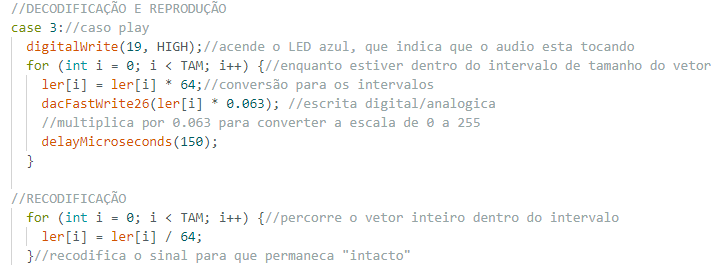 //DECODIFICAÇÃO E REPRODUÇÃO
case 3://caso play
digitalWrite(19, HIGH);//acende o LED azul, que indica que o audio esta tocando
for (int i = 0; i < TAM; i++) {//enquanto estiver dentro do intervalo de tamanho do vetor
ler[i] = ler[i] * 64;//conversão para os intervalos
dacFastWrite26(ler[i] * 0.063); //escrita digital/analogica
//multiplica por 0.063 para converter a escala de 0 a 255
delayMicroseconds(150);
}
//RECODIFICAÇÃO
for (int i = 0; i < TAM; i++) {//percorre o vetor inteiro dentro do intervalo
ler[i] = ler[i] / 64;
}//recodifica o sinal para que permaneca "intacto"